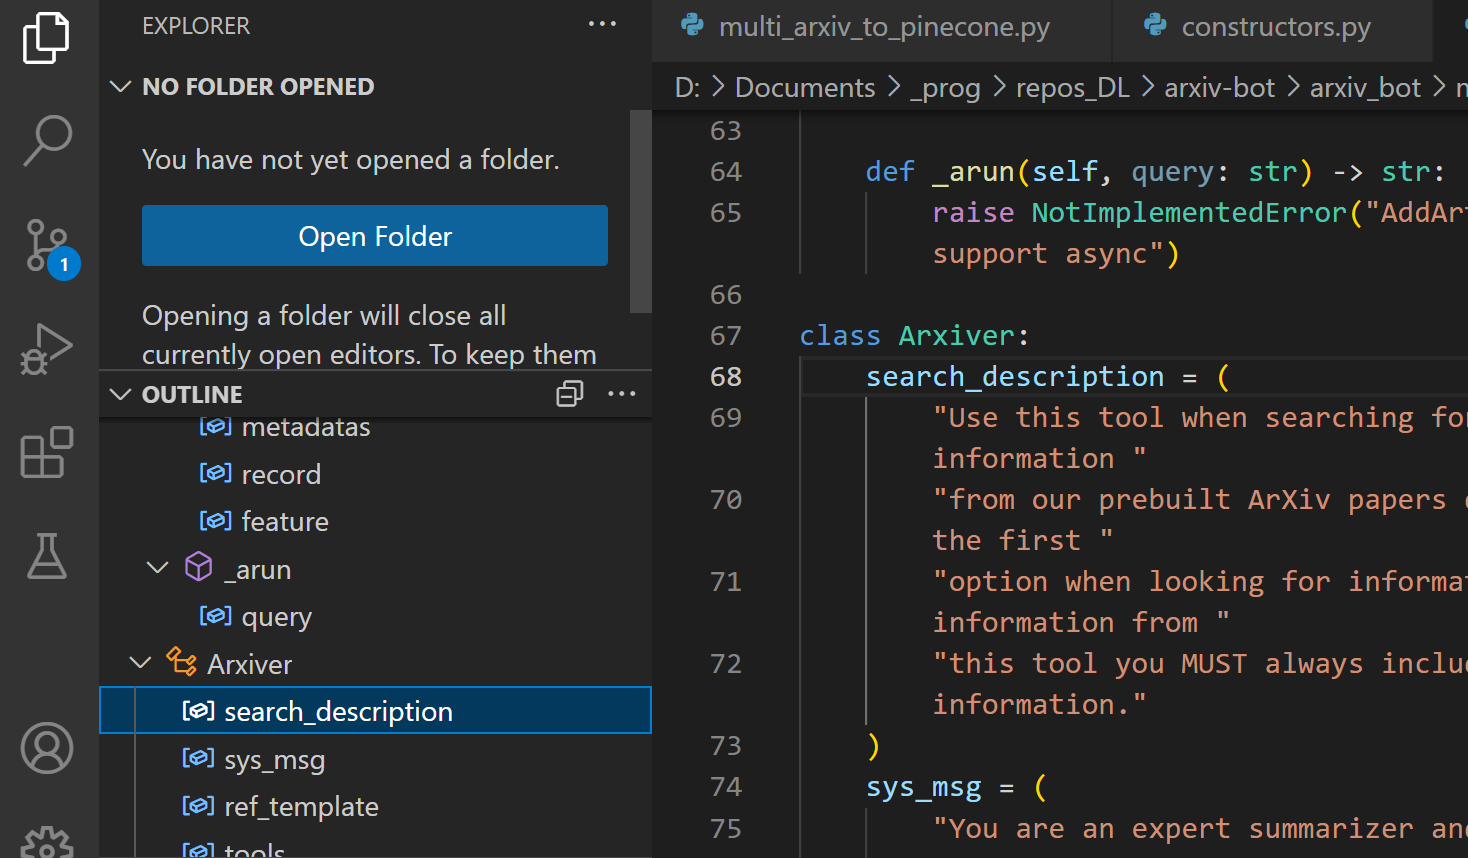 EXPLORER
NO FOLDER OPENED
You have not yet opened a folder.
Open Folder
1
Opening a folder will close all
currently open editors. To keep them
OUTLINE
metadatas
record
feature
_arun
query
Arxiver
search_description
sys_msg
ref_template
tools
multi_arxiv_to_pinecone.py
constructors.py
D: > Documents > _prog > repos_DL > arxiv-bot > arxiv_bot >
63
64 def _arun(self, query: str) -> str:
65 raise NotImplementedError("AddAr
support async")
66
67 class Arxiver:
68 search_description = (
69 "Use this tool when searching fo
information "
70 "from our prebuilt ArXiv papers
the first "
71 "option when looking for informa
information from "
72 "this tool you MUST always inclu
information."
73 )
74 sys_msg = (
75 "You are an expert summarizer an